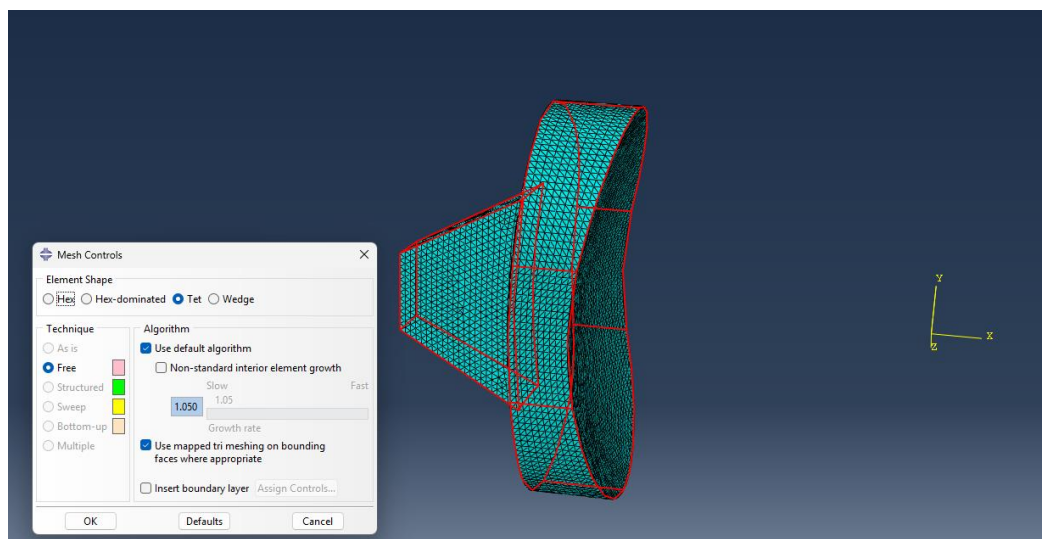 Mesh Controls
Element Shape
Hex Hex-dominated Tet Wedge
Technique
As is
Free
Structured
Sweep
Bottom-up
Multiple
Algorithm
Use default algorithm
Non-standard interior element growth
Slow Fast
1.050 1.05
Growth rate
Use mapped tri meshing on bounding
faces where appropriate
Insert boundary layer Assign Controls...
OK Defaults Cancel
Y
X
Z